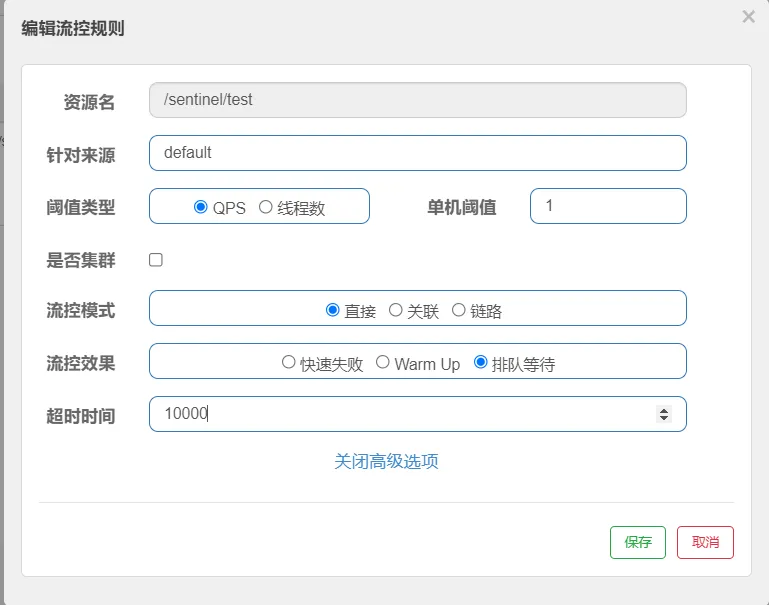 编辑流控规则 ×
资源名 /sentinel/test
针对来源 default
阈值类型 QPS 线程数 单机阈值 1
是否集群
流控模式 直接 关联 链路
流控效果 快速失败 Warm Up 排队等待
超时时间 10000
关闭高级选项
保存 取消